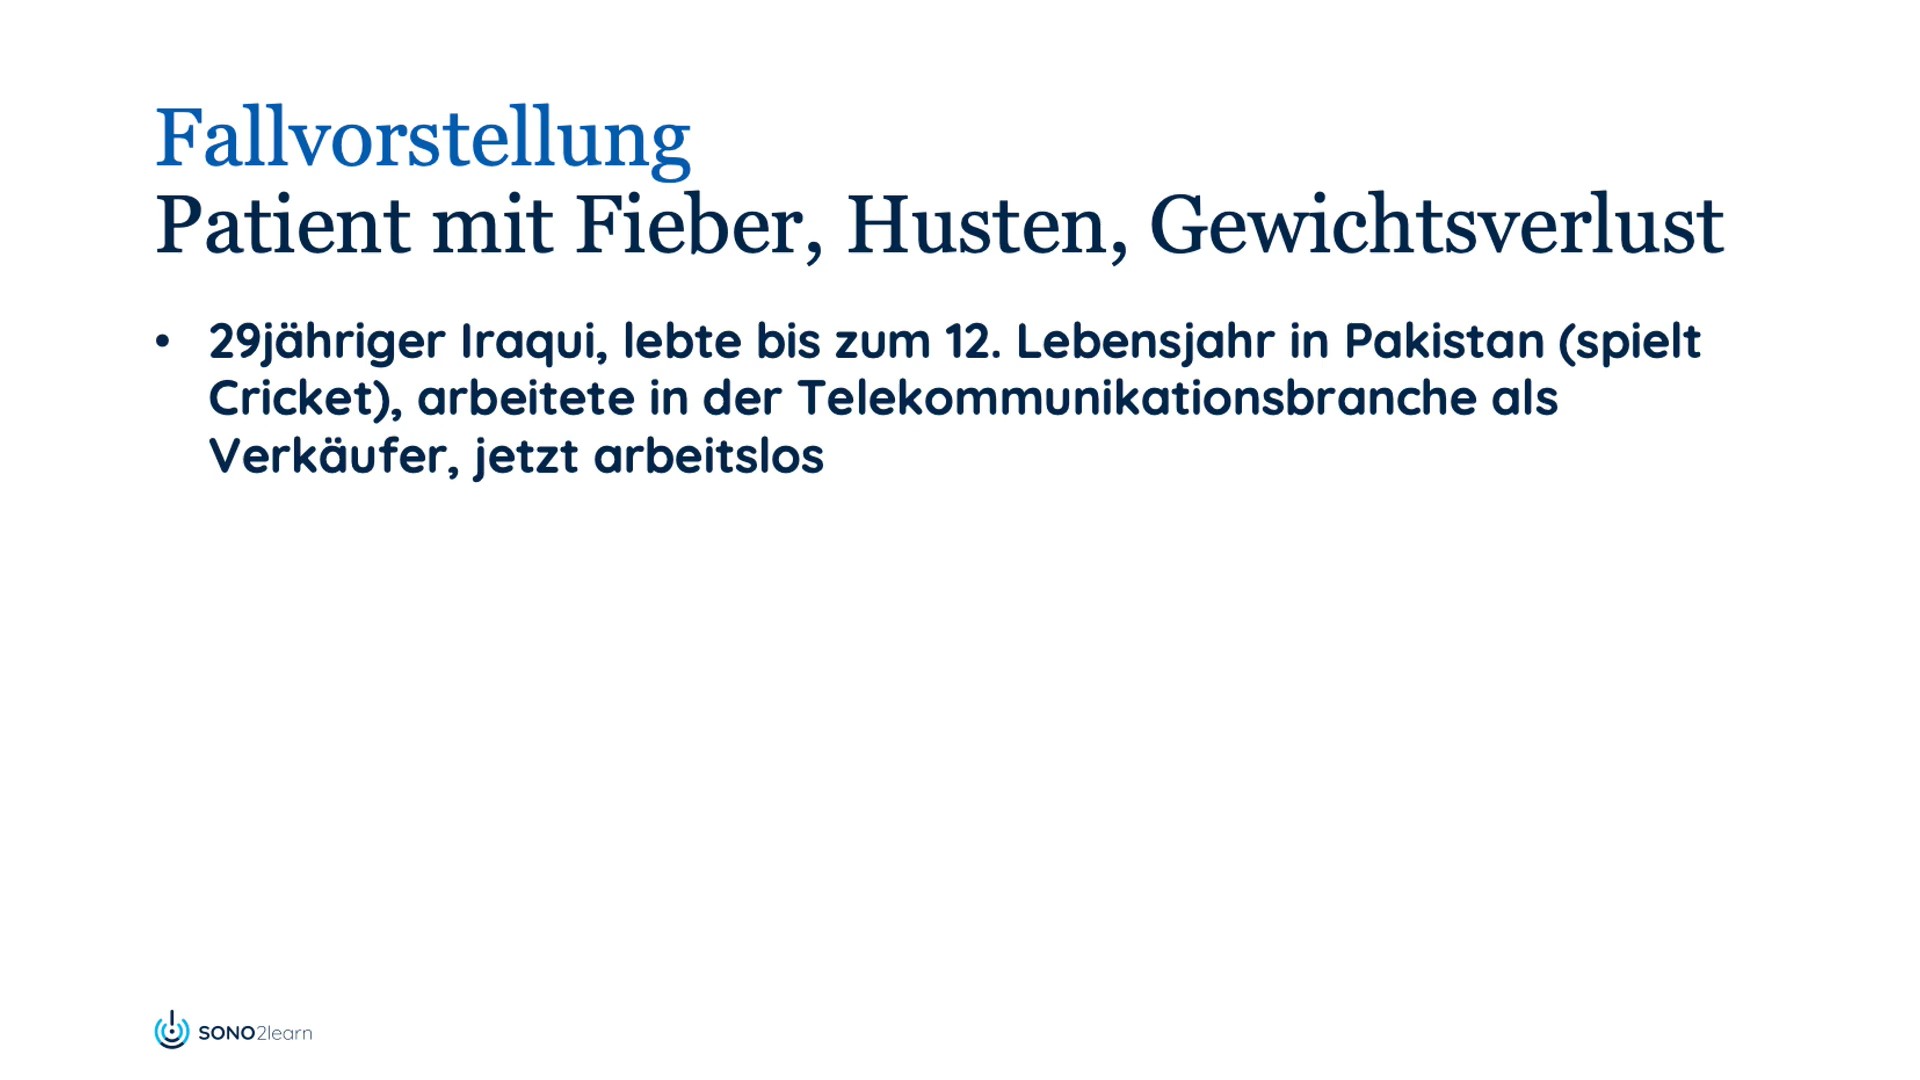 Fallvorstellung
Patient mit Fieber, Husten, Gewichtsverlust
• 29jähriger Iraqui, lebte bis zum 12. Lebensjahr in Pakistan (spielt
Cricket), arbeitete in der Telekommunikationsbranche als
Verkäufer, jetzt arbeitslos
SONO2learn